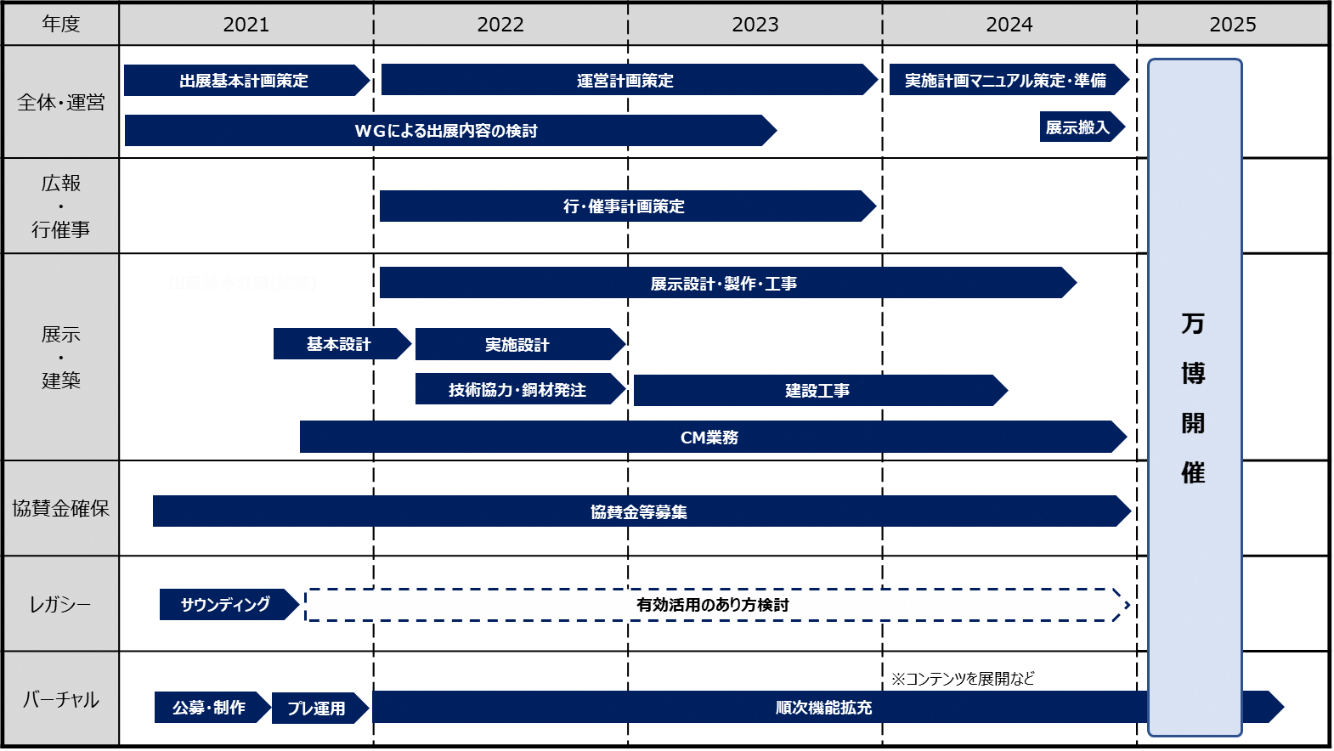 年度
2021
2022
2023
2024
2025
全体・運営
出展基本計画策定
運営計画策定
実施計画マニュアル策定・準備
WGによる出展内容の検討
展示搬入
広報
・
行催事
行・催事計画策定
展示
・
建築
展示設計・製作・工事
基本設計
実施設計
技術協力・鋼材発注
建設工事
CM業務
協賛金確保
協賛金等募集
レガシー
サウンディング
有効活用のあり方検討
バーチャル
公募・制作
プレ運用
※コンテンツを展開など
順次機能拡充
万
博
開
催